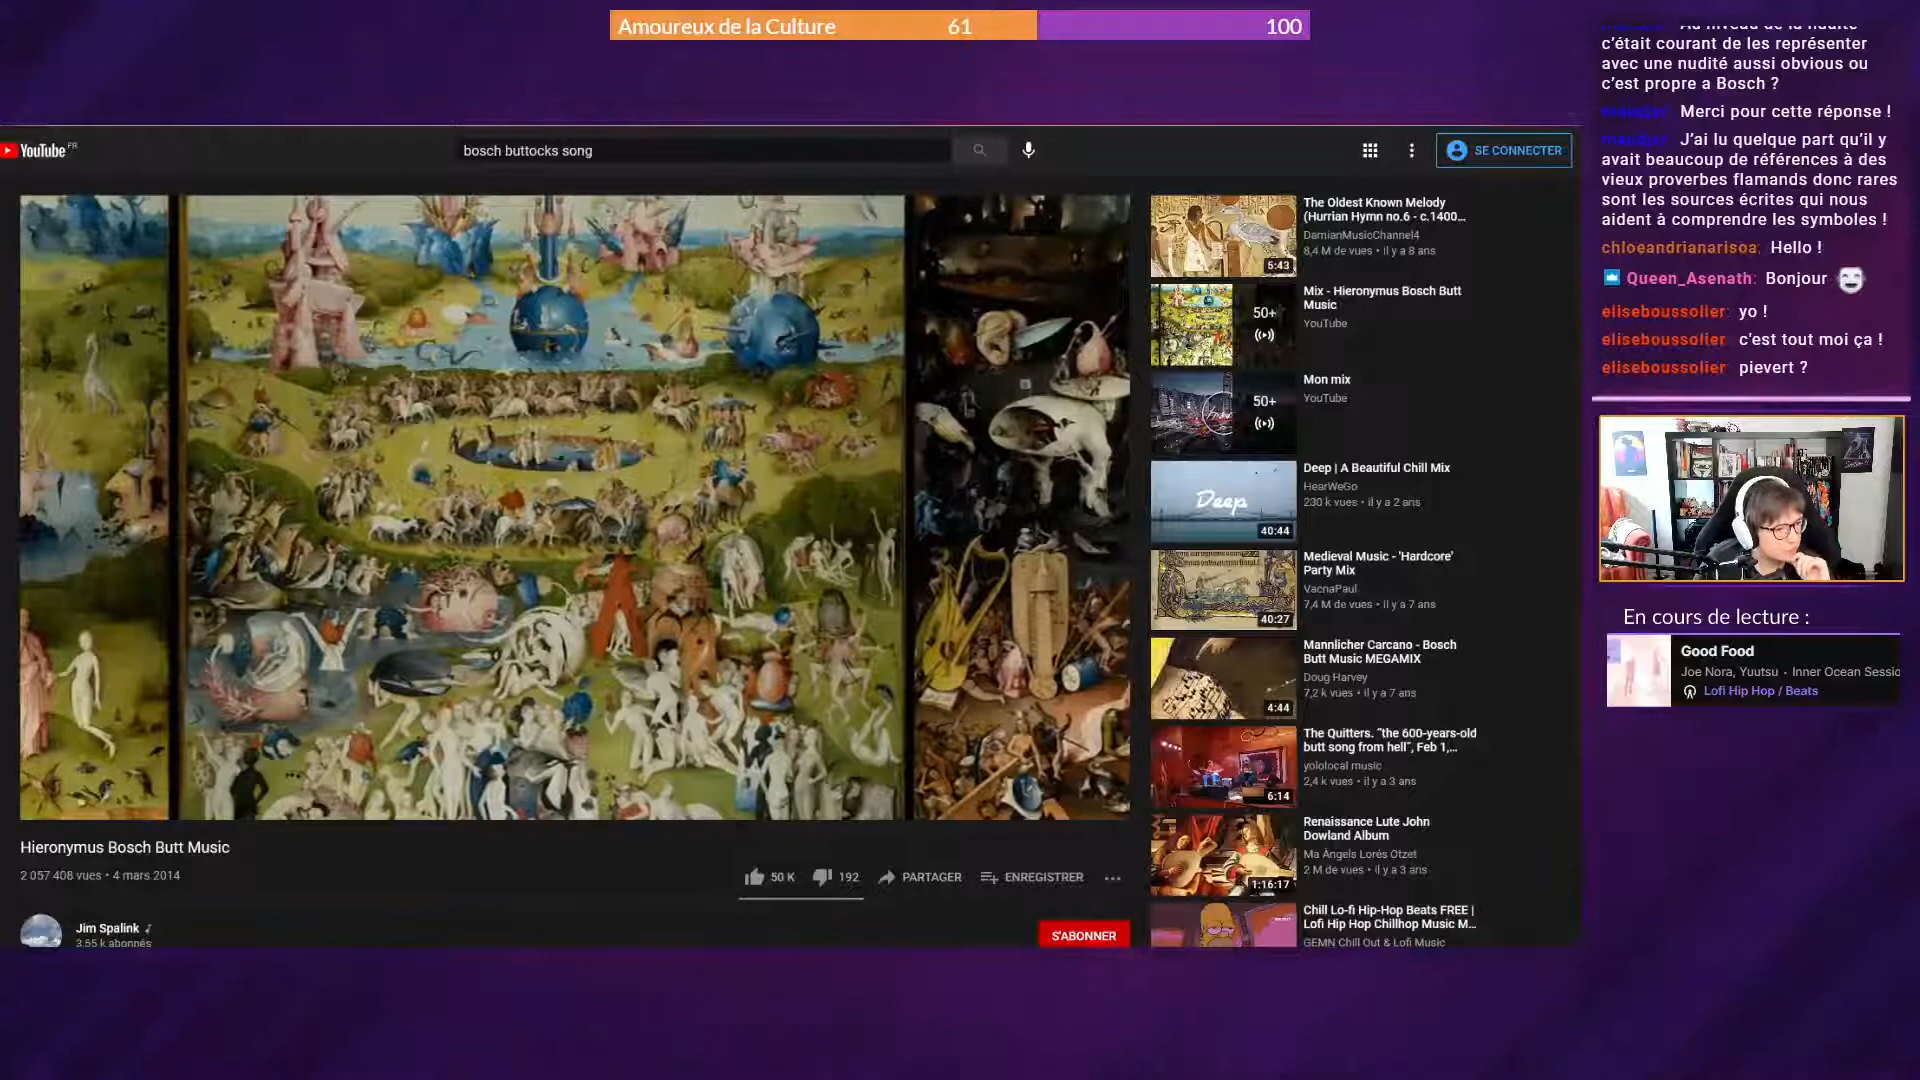 Amoureux de la Culture 61 100
YouTube FR
bosch buttocks song
SE CONNECTER
Hieronymus Bosch Butt Music
2 057 408 vues • 4 mars 2014
50 K 192 PARTAGER ENREGISTRER
Jim Spalink
3,55 k abonnés
S'ABONNER
The Oldest Known Melody
(Hurrian Hymn no.6 - c.1400...
DamianMusicChannel4
8,4 M de vues • il y a 8 ans
5:43
Mix - Hieronymus Bosch Butt
Music
YouTube
50+
Mon mix
YouTube
50+
Deep | A Beautiful Chill Mix
HearWeGo
230 k vues • il y a 2 ans
Deep
40:44
Medieval Music - 'Hardcore'
Party Mix
VacnaPaul
7,4 M de vues • il y a 7 ans
40:27
Mannlicher Carcano - Bosch
Butt Music MEGAMIX
Doug Harvey
7,2 k vues • il y a 7 ans
4:44
The Quitters. "the 600-years-old
butt song from hell", Feb 1,...
yololocal music
2,4 k vues • il y a 3 ans
6:14
Renaissance Lute John
Dowland Album
Ma Àngels Lorés Otzet
2 M de vues • il y a 3 ans
1:16:17
Chill Lo-fi Hip-Hop Beats FREE |
Lofi Hip Hop Chillhop Music M...
GEMN Chill Out & Lofi Music
Au niveau de la nudité
c'était courant de les représenter
avec une nudité aussi obvious ou
c'est propre a Bosch ?
Merci pour cette réponse !
J'ai lu quelque part qu'il y
avait beaucoup de références à des
vieux proverbes flamands donc rares
sont les sources écrites qui nous
aident à comprendre les symboles !
chloeandrianarisoa: Hello !
Queen_Asenath: Bonjour
eliseboussolier yo !
eliseboussolier c'est tout moi ça !
eliseboussolier pievert ?
En cours de lecture :
Good Food
Joe Nora, Yuutsu - Inner Ocean Sessio
Lofi Hip Hop / Beats